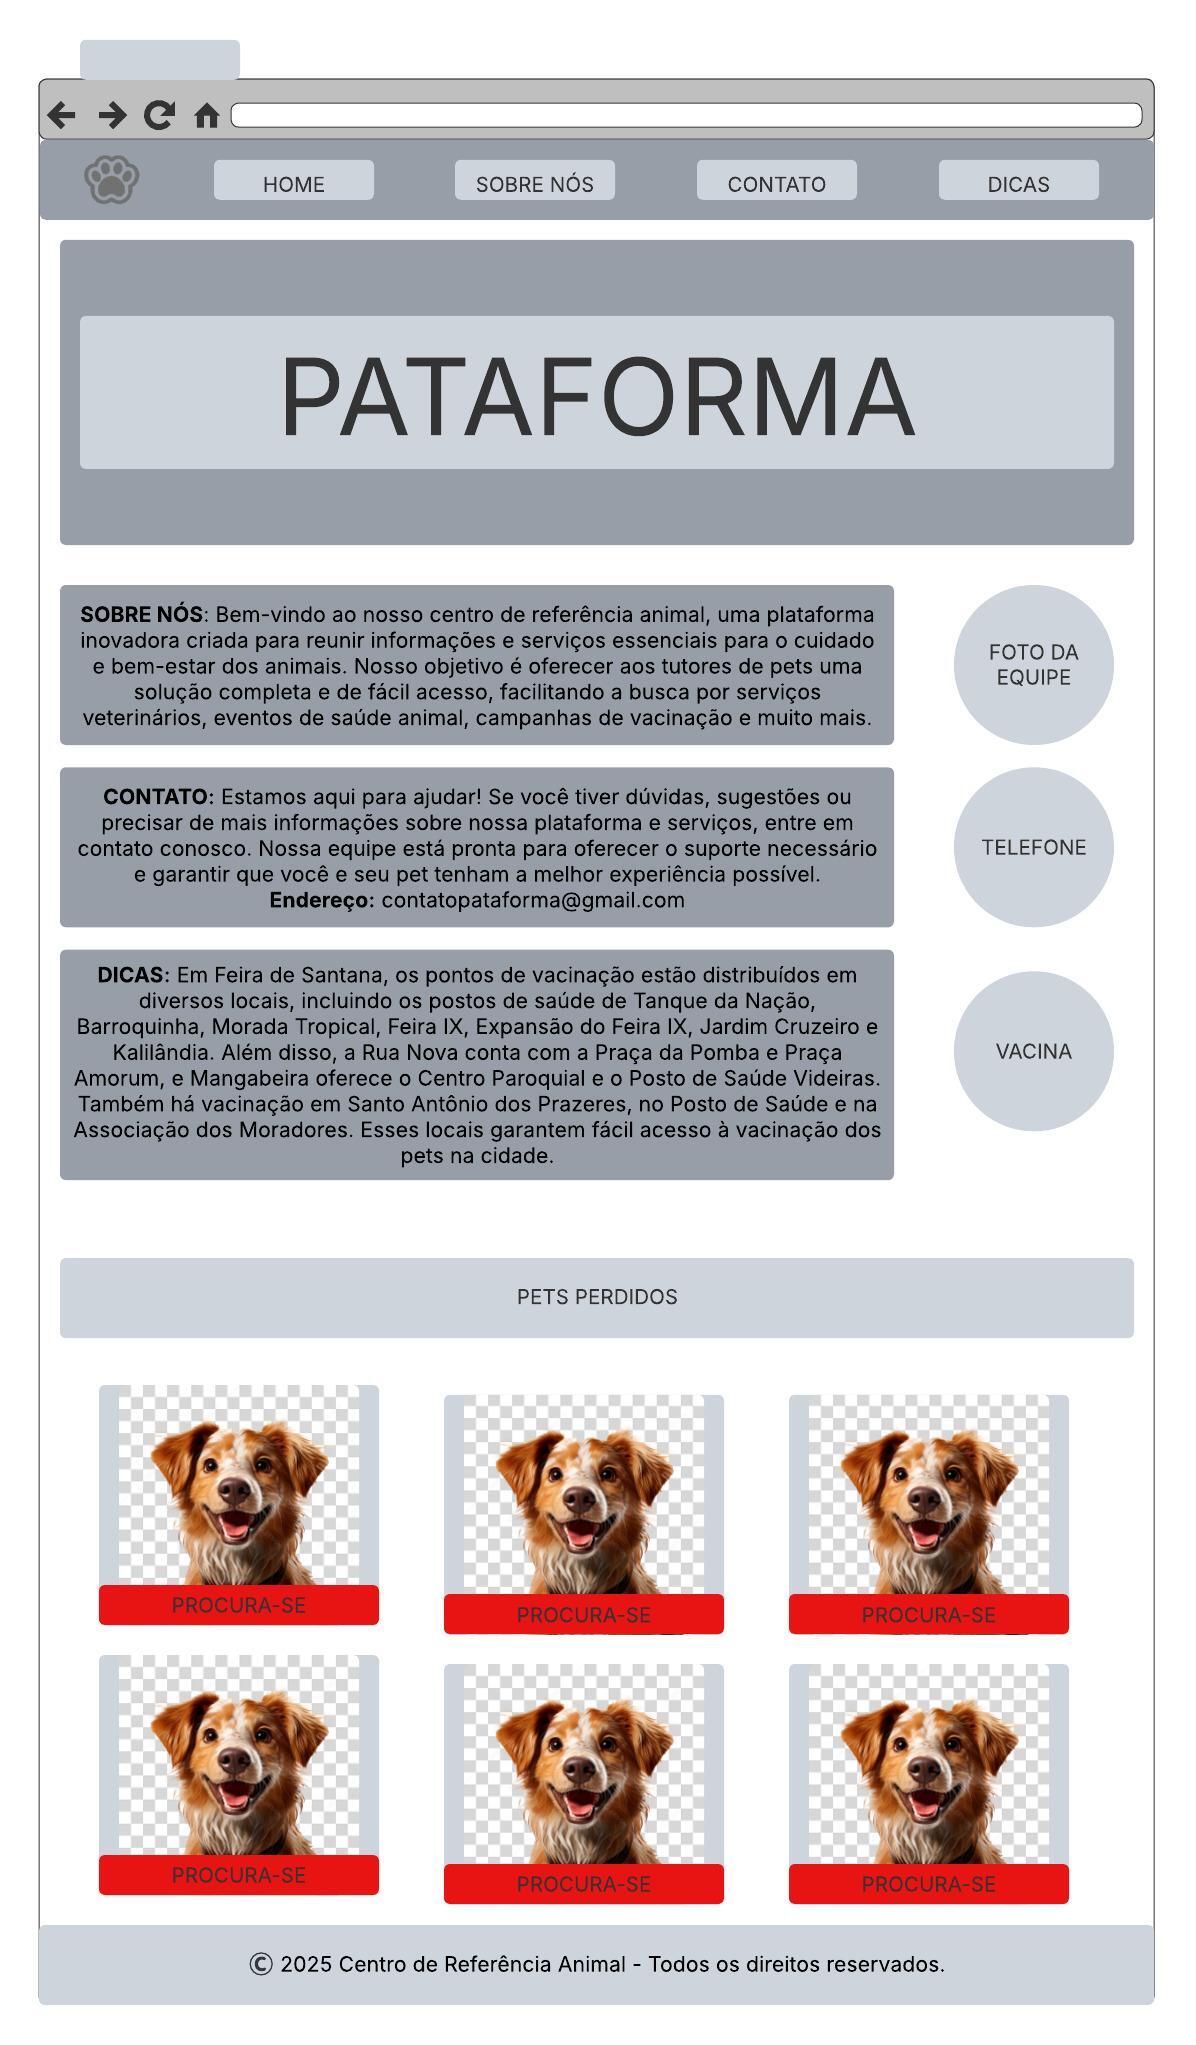 HOME
SOBRE NÓS
CONTATO
DICAS
PATAFORMA
SOBRE NÓS: Bem-vindo ao nosso centro de referência animal, uma plataforma
inovadora criada para reunir informações e serviços essenciais para o cuidado
e bem-estar dos animais. Nosso objetivo é oferecer aos tutores de pets uma
solução completa e de fácil acesso, facilitando a busca por serviços
veterinários, eventos de saúde animal, campanhas de vacinação e muito mais.
FOTO DA
EQUIPE
CONTATO: Estamos aqui para ajudar! Se você tiver dúvidas, sugestões ou
precisar de mais informações sobre nossa plataforma e serviços, entre em
contato conosco. Nossa equipe está pronta para oferecer o suporte necessário
e garantir que você e seu pet tenham a melhor experiência possível.
Endereço: contatopataforma@gmail.com
TELEFONE
DICAS: Em Feira de Santana, os pontos de vacinação estão distribuídos em
diversos locais, incluindo os postos de saúde de Tanque da Nação,
Barroquinha, Morada Tropical, Feira IX, Expansão do Feira IX, Jardim Cruzeiro e
Kalilândia. Além disso, a Rua Nova conta com a Praça da Pomba e Praça
Amorum, e Mangabeira oferece o Centro Paroquial e o Posto de Saúde Videiras.
Também há vacinação em Santo Antônio dos Prazeres, no Posto de Saúde e na
Associação dos Moradores. Esses locais garantem fácil acesso à vacinação dos
pets na cidade.
VACINA
PETS PERDIDOS
PROCURA-SE
PROCURA-SE
PROCURA-SE
PROCURA-SE
PROCURA-SE
PROCURA-SE
© 2025 Centro de Referência Animal - Todos os direitos reservados.